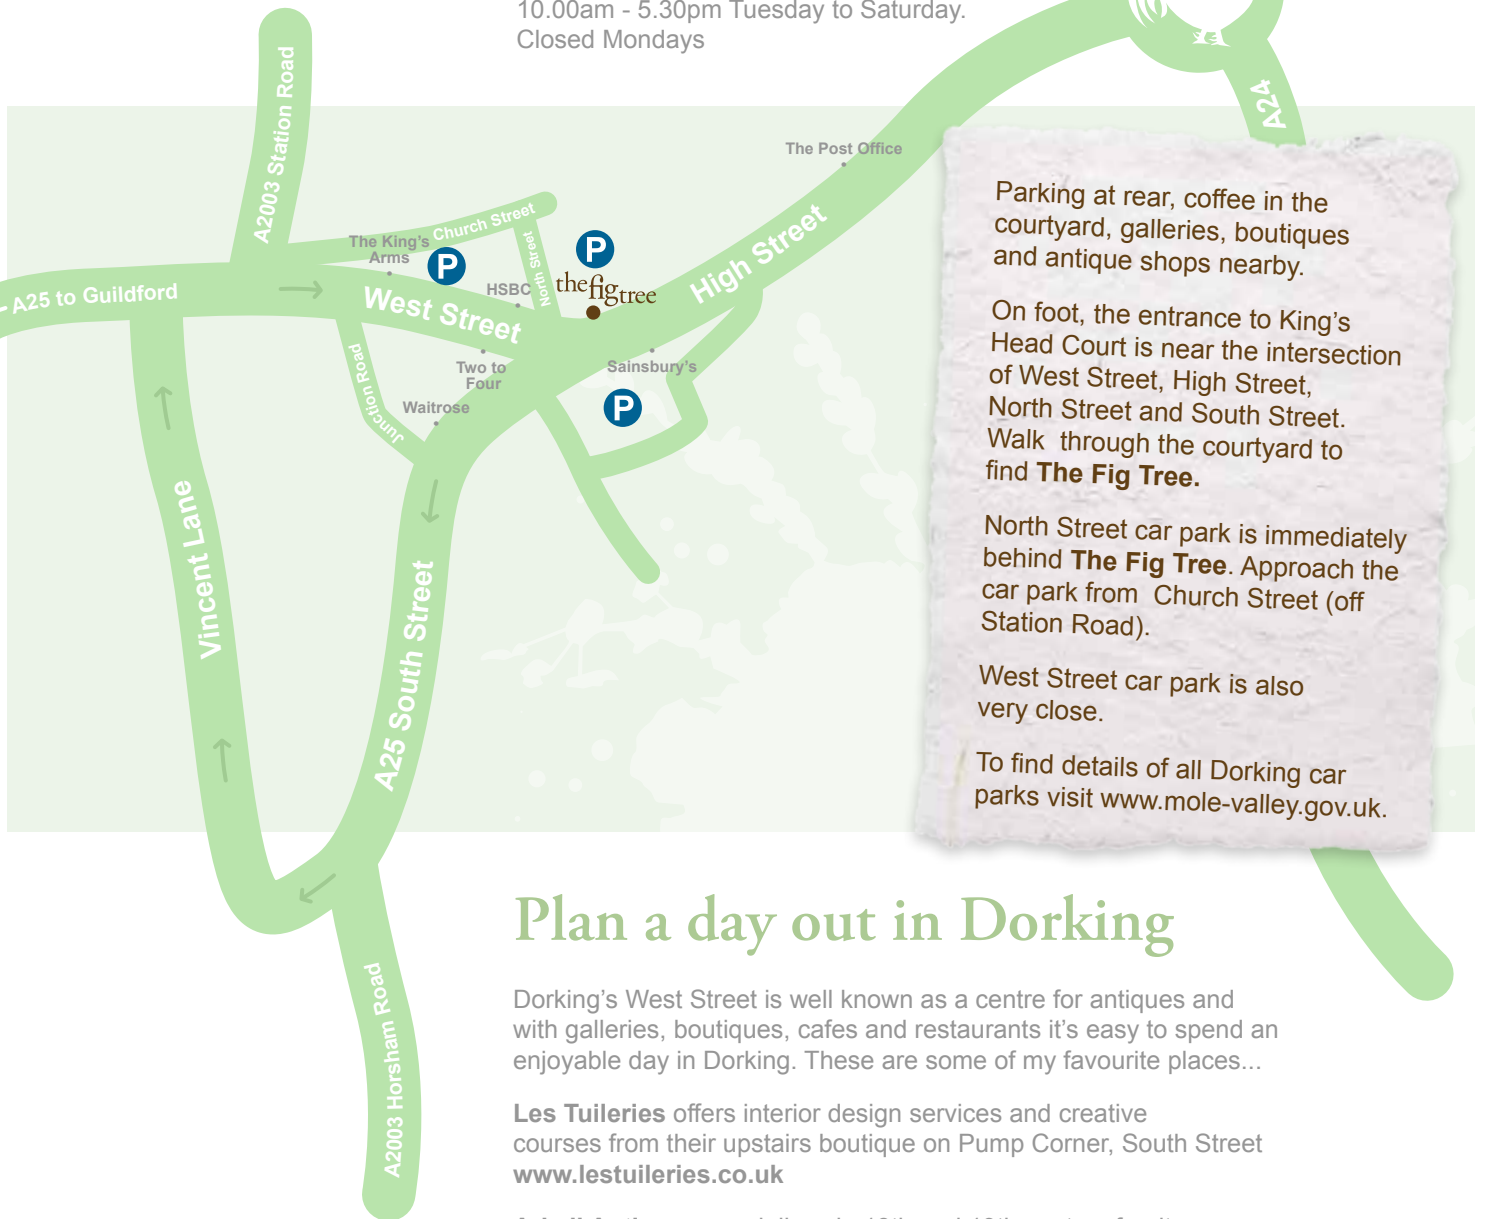 10.00am - 5.30pm Tuesday to Saturday.
Closed Mondays
A2003 Station Road
A24
The Post Office
Church Street
The King's
Arms
P
P
North Street
High Street
HSBC
thefigtree
A25 to Guildford
West Street
Junction Road
Two to
Four
Sainsbury's
Waitrose
P
Vincent Lane
A25 South Street
A2003 Horsham Road
Parking at rear, coffee in the
courtyard, galleries, boutiques
and antique shops nearby.
On foot, the entrance to King's
Head Court is near the intersection
of West Street, High Street,
North Street and South Street.
Walk through the courtyard to
find The Fig Tree.
North Street car park is immediately
behind The Fig Tree. Approach the
car park from Church Street (off
Station Road).
West Street car park is also
very close.
To find details of all Dorking car
parks visit www.mole-valley.gov.uk.
Plan a day out in Dorking
Dorking's West Street is well known as a centre for antiques and
with galleries, boutiques, cafes and restaurants it's easy to spend an
enjoyable day in Dorking. These are some of my favourite places...
Les Tuileries offers interior design services and creative
courses from their upstairs boutique on Pump Corner, South Street
www.lestuileries.co.uk